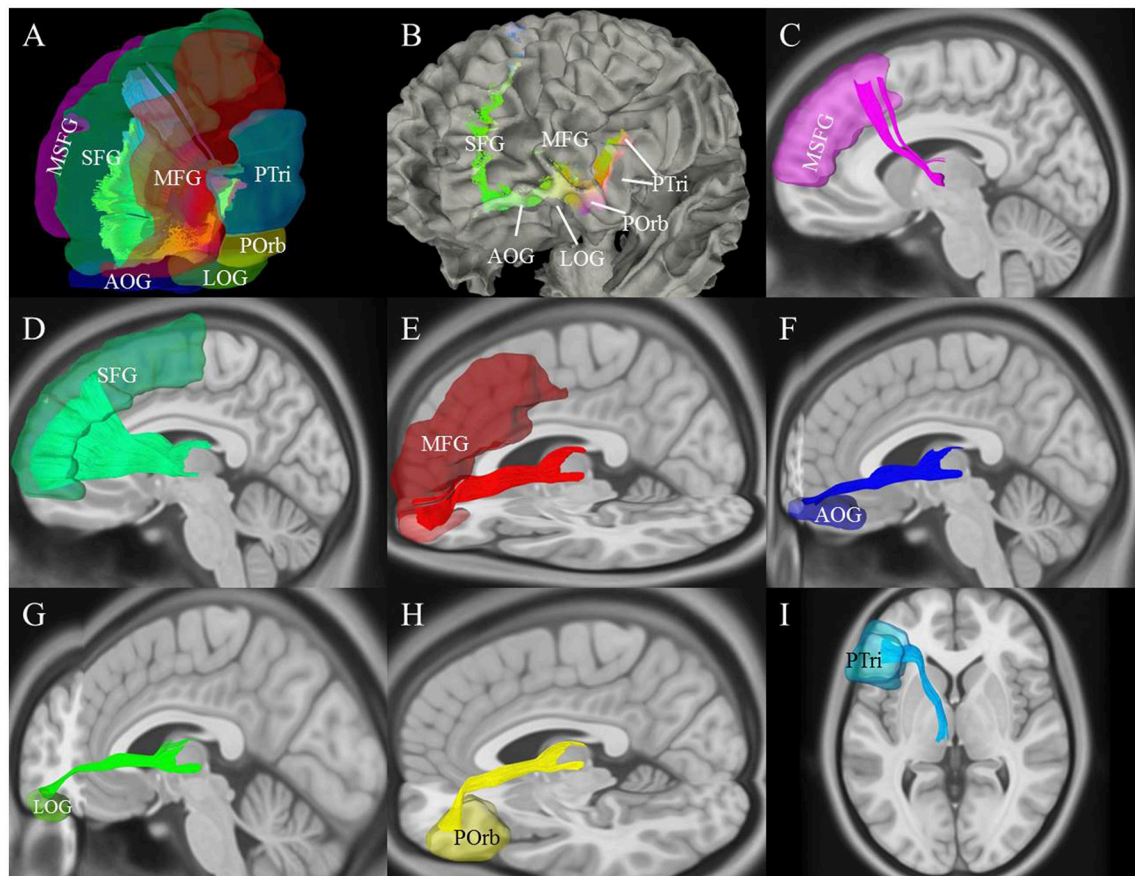 A
MSFG
SFG
MFG
PTri
POrb
AOG
LOG
B
SFG
MFG
PTri
POrb
AOG
LOG
C
MSFG
D
SFG
E
MFG
F
AOG
G
LOG
H
POrb
I
PTri